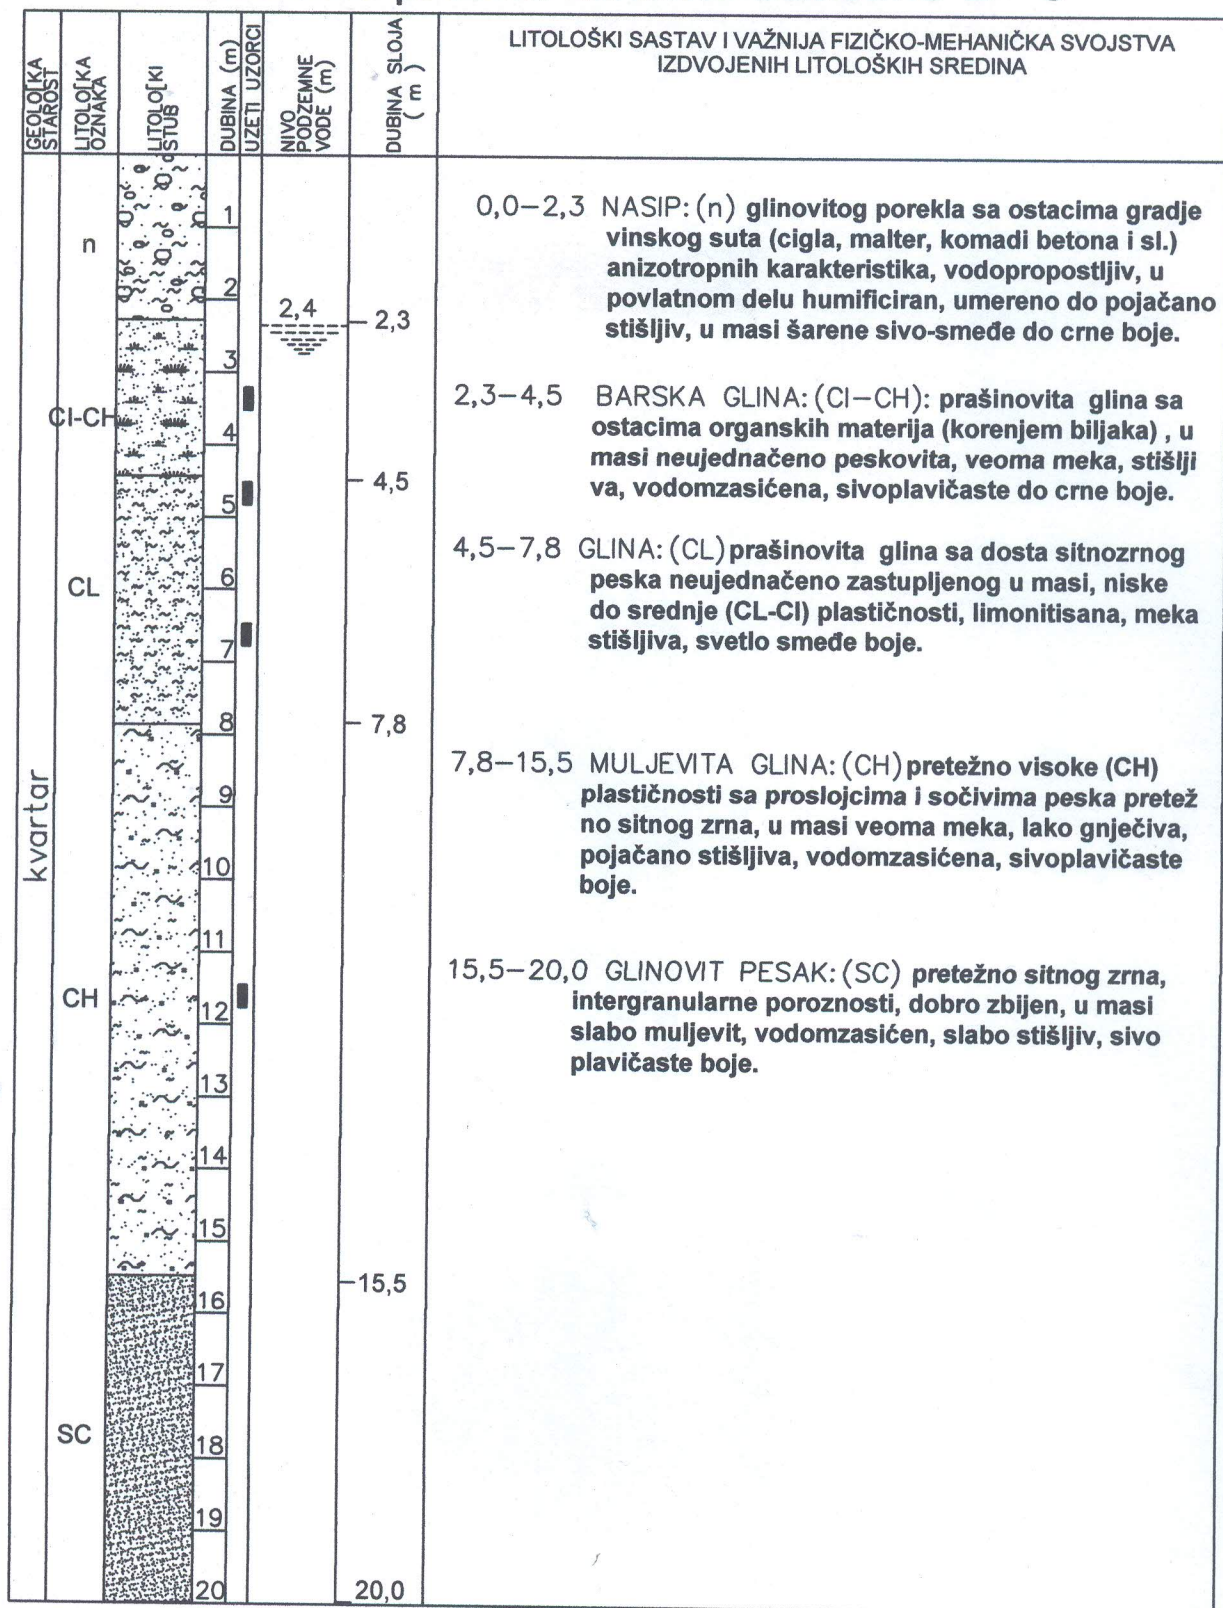 GEOLO[KA
STAROST
LITOLO[KA
OZNAKA
LITOLO[KI
STUB
DUBINA (m)
UZETI UZORCI
NIVO
PODZEMNE
VODE (m)
DUBINA SLOJA
( m )
LITOLOŠKI SASTAV I VAŽNIJA FIZIČKO-MEHANIČKA SVOJSTVA
IZDVOJENIH LITOLOŠKIH SREDINA
kvartar
n
CI-CH
CL
CH
SC
1
2
3
4
5
6
7
8
9
10
11
12
13
14
15
16
17
18
19
20
2,4
2,3
4,5
7,8
15,5
20,0
0,0-2,3 NASIP: (n) glinovitog porekla sa ostacima gradje
vinskog suta (cigla, malter, komadi betona i sl.)
anizotropnih karakteristika, vodopropostljiv, u
povlatnom delu humificiran, umereno do pojačano
stišljiv, u masi šarene sivo-smeđe do crne boje.
2,3-4,5 BARSKA GLINA: (CI-CH): prašinovita glina sa
ostacima organskih materija (korenjem biljaka) , u
masi neujednačeno peskovita, veoma meka, stišlji
va, vodomzasićena, sivoplavičaste do crne boje.
4,5-7,8 GLINA: (CL) prašinovita glina sa dosta sitnozrnog
peska neujednačeno zastupljenog u masi, niske
do srednje (CL-CI) plastičnosti, limonitisana, meka
stišljiva, svetlo smeđe boje.
7,8-15,5 MULJEVITA GLINA: (CH) pretežno visoke (CH)
plastičnosti sa proslojcima i sočivima peska pretež
no sitnog zrna, u masi veoma meka, lako gnječiva,
pojačano stišljiva, vodomzasićena, sivoplavičaste
boje.
15,5-20,0 GLINOVIT PESAK: (SC) pretežno sitnog zrna,
intergranularne poroznosti, dobro zbijen, u masi
slabo muljevit, vodomzasićen, slabo stišljiv, sivo
plavičaste boje.